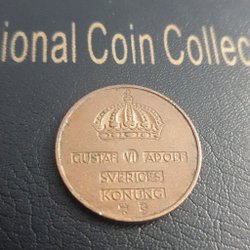 ional Coin Collec
GUSTAF VI ADOLF
SVERIGES
KONUNG